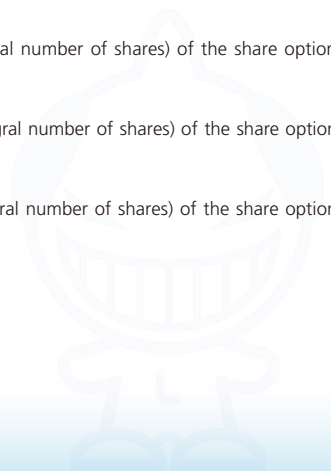 al number of shares) of the share option
gral number of shares) of the share option
ral number of shares) of the share option